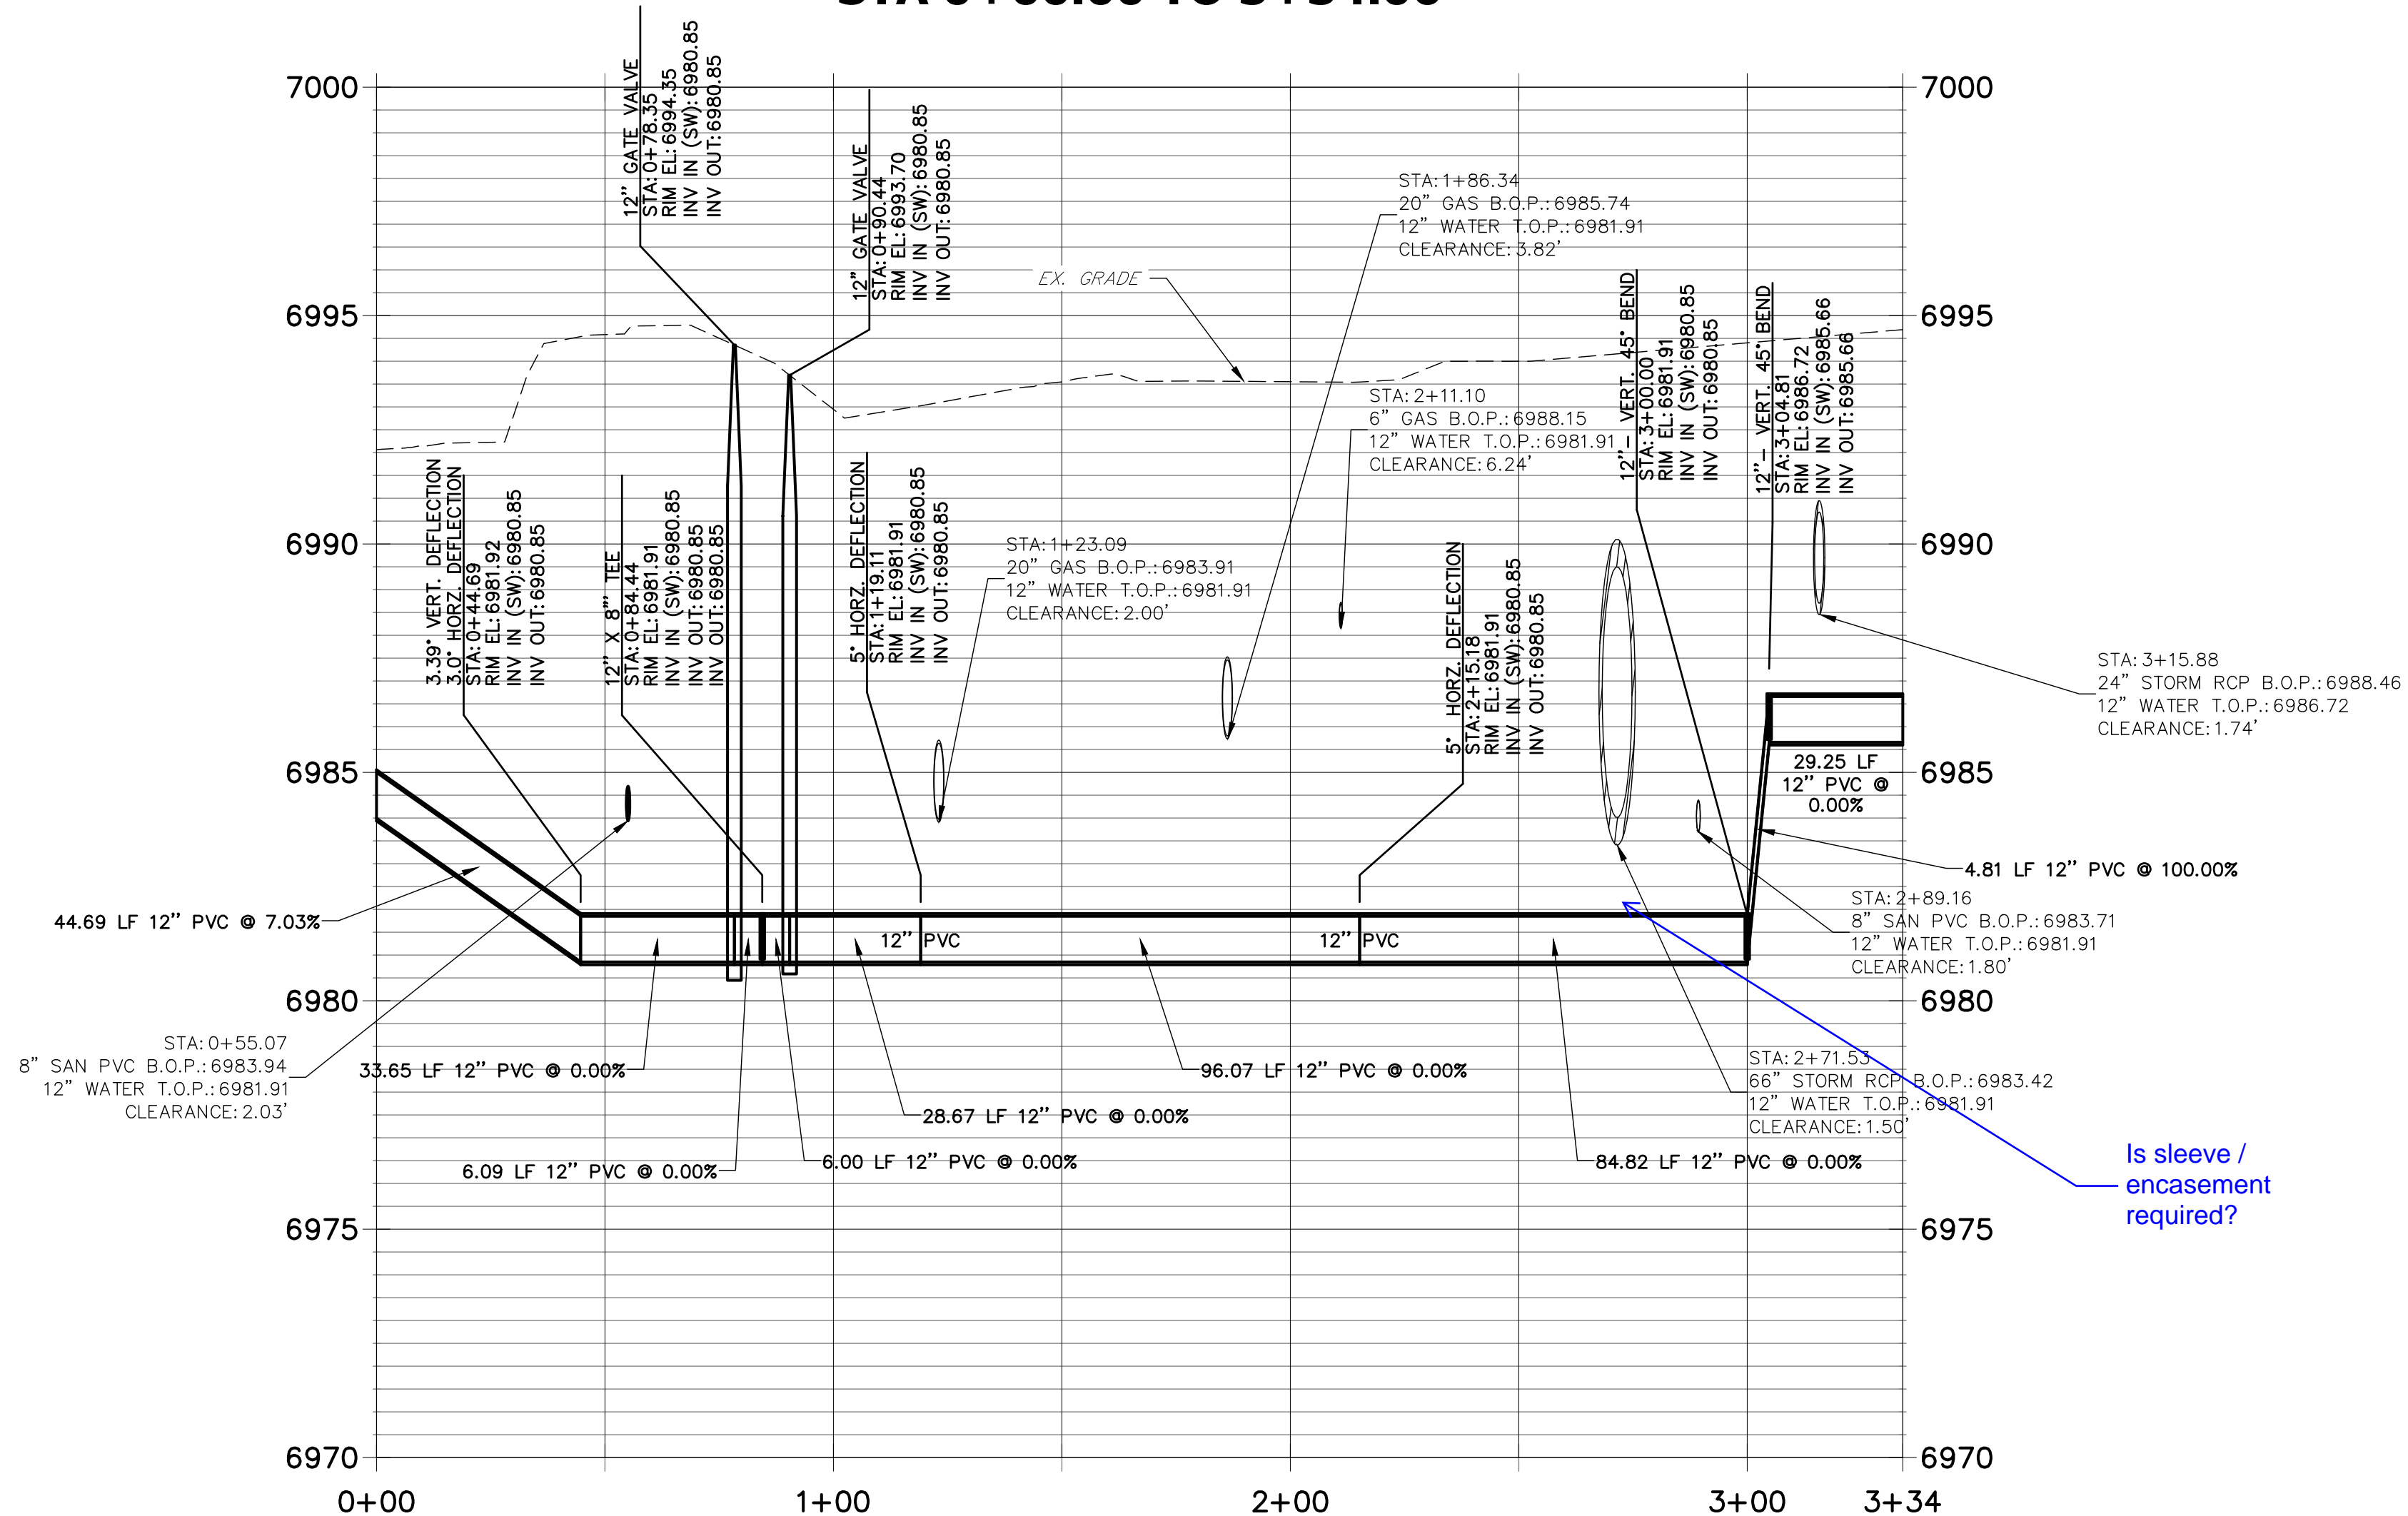 7000
6995
6990
6985
6980
6975
6970
7000
6995
6990
6985
6980
6975
6970
0+00
1+00
2+00
3+00
3+34
12” GATE VALVE
STA:0+78.35
RIM EL:6994.35
INV IN (SW):6980.85
INV OUT:6980.85
12” GATE VALVE
STA:0+90.44
RIM EL:6993.70
INV IN (SW):6980.85
INV OUT:6980.85
EX. GRADE
STA:1+86.34
20” GAS B.O.P.:6985.74
12” WATER T.O.P.:6981.91
CLEARANCE:3.82’
STA:2+11.10
6” GAS B.O.P.:6988.15
12” WATER T.O.P.:6981.91
CLEARANCE:6.24’
12”– VERT. 45° BEND
STA:3+00.00
RIM EL:6981.91
INV IN (SW):6980.85
INV OUT:6980.85
12”– VERT. 45° BEND
STA:3+04.81
RIM EL:6986.72
INV IN (SW):6985.66
INV OUT:6985.66
3.39° VERT. DEFLECTION
3.0° HORZ. DEFLECTION
STA:0+44.69
RIM EL:6981.92
INV IN (SW):6980.85
INV OUT:6980.85
12” X 8”’ TEE
STA:0+84.44
RIM EL:6981.91
INV IN (SW):6980.85
INV OUT:6980.85
INV OUT:6980.85
5° HORZ. DEFLECTION
STA:1+19.11
RIM EL:6981.91
INV IN (SW):6980.85
INV OUT:6980.85
STA:1+23.09
20” GAS B.O.P.:6983.91
12” WATER T.O.P.:6981.91
CLEARANCE:2.00’
5° HORZ. DEFLECTION
STA:2+15.18
RIM EL:6981.91
INV IN (SW):6980.85
INV OUT:6980.85
STA:3+15.88
24” STORM RCP B.O.P.:6988.46
12” WATER T.O.P.:6986.72
CLEARANCE:1.74’
29.25 LF
12” PVC @
0.00%
4.81 LF 12” PVC @ 100.00%
STA:2+89.16
8” SAN PVC B.O.P.:6983.71
12” WATER T.O.P.:6981.91
CLEARANCE:1.80’
44.69 LF 12” PVC @ 7.03%
12” PVC
12” PVC
STA:0+55.07
8” SAN PVC B.O.P.:6983.94
12” WATER T.O.P.:6981.91
CLEARANCE:2.03’
33.65 LF 12” PVC @ 0.00%
96.07 LF 12” PVC @ 0.00%
28.67 LF 12” PVC @ 0.00%
6.09 LF 12” PVC @ 0.00%
6.00 LF 12” PVC @ 0.00%
84.82 LF 12” PVC @ 0.00%
STA:2+71.53
66” STORM RCP B.O.P.:6983.42
12” WATER T.O.P.:6981.91
CLEARANCE:1.50’
Is sleeve /
encasement
required?